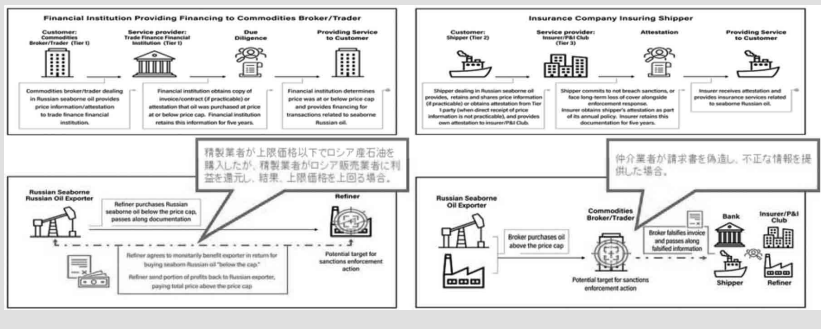 Financial Institution Providing Financing to Commodities Broker/Trader
Customer:
Commodities
Broker/Trader (Tier 1)
Service provider:
Trade Finance Financial
Institution (Tier 1)
Due
Diligence
Providing Service
to Customer
Commodities broker/trader dealing
in Russian seaborne oil provides
price information/attestation
to trade finance financial
institution.
Financial institution obtains copy of
invoice/contract (if practicable) or
attestation that oil was purchased at price
at or below price cap. Financial institution
retains this information for five years.
Financial institution determines
price was at or below price cap
and provides financing for
transactions related to seaborne
Russian oil.
Insurance Company Insuring Shipper
Customer:
Shipper (Tier 2)
Service provider:
Insurer/P&I Club
(Tier 3)
Attestation
Providing Service
to Customer
Shipper dealing in Russian seaborne oil
provides, retains and shares price information
(if practicable) or obtains attestation from Tier
1 party (when direct receipt of price
information is not practicable), and provides
own attestation to insurer/P&I Club.
Shipper commits to not breach sanctions, or
face long-term loss of cover alongside
enforcement response.
Insurer obtains shipper's attestation as part
of its annual policy. Insurer retains this
documentation for five years.
Insurer receives attestation and
provides insurance services related
to seaborne Russian oil.
精製業者が上限価格以下でロシア産石油を
購入したが、精製業者がロシア販売業者に利
益を還元し、結果、上限価格を上回る場合。
Russian Seaborne
Russian Oil Exporter
Refiner purchases Russian
seaborne oil below the price cap,
passes along documentation
Refiner
Refiner agrees to monetarily benefit exporter in return for
buying seaborn Russian oil "below the cap."
Refiner send portion of profits back to Russian exporter,
paying total price above the price cap
Potential target for
sanctions enforcement
action
仲介業者が請求書を偽造し、不正な情報を提
供した場合。
Russian Seaborne
Oil Exporter
Broker purchases oil
above the price cap
Commodities
Broker/Trader
Potential target for sanctions
enforcement action
Broker falsifies invoice
and passes along
falsified information
Bank
Insurer/P&I
Club
Shipper
Refiner